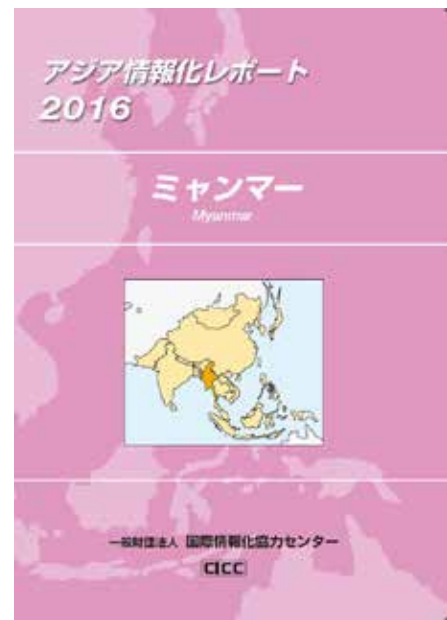 アジア情報化レポート
2016
ミャンマー
Myanmar
一般財団法人 国際情報化協力センター
CICC